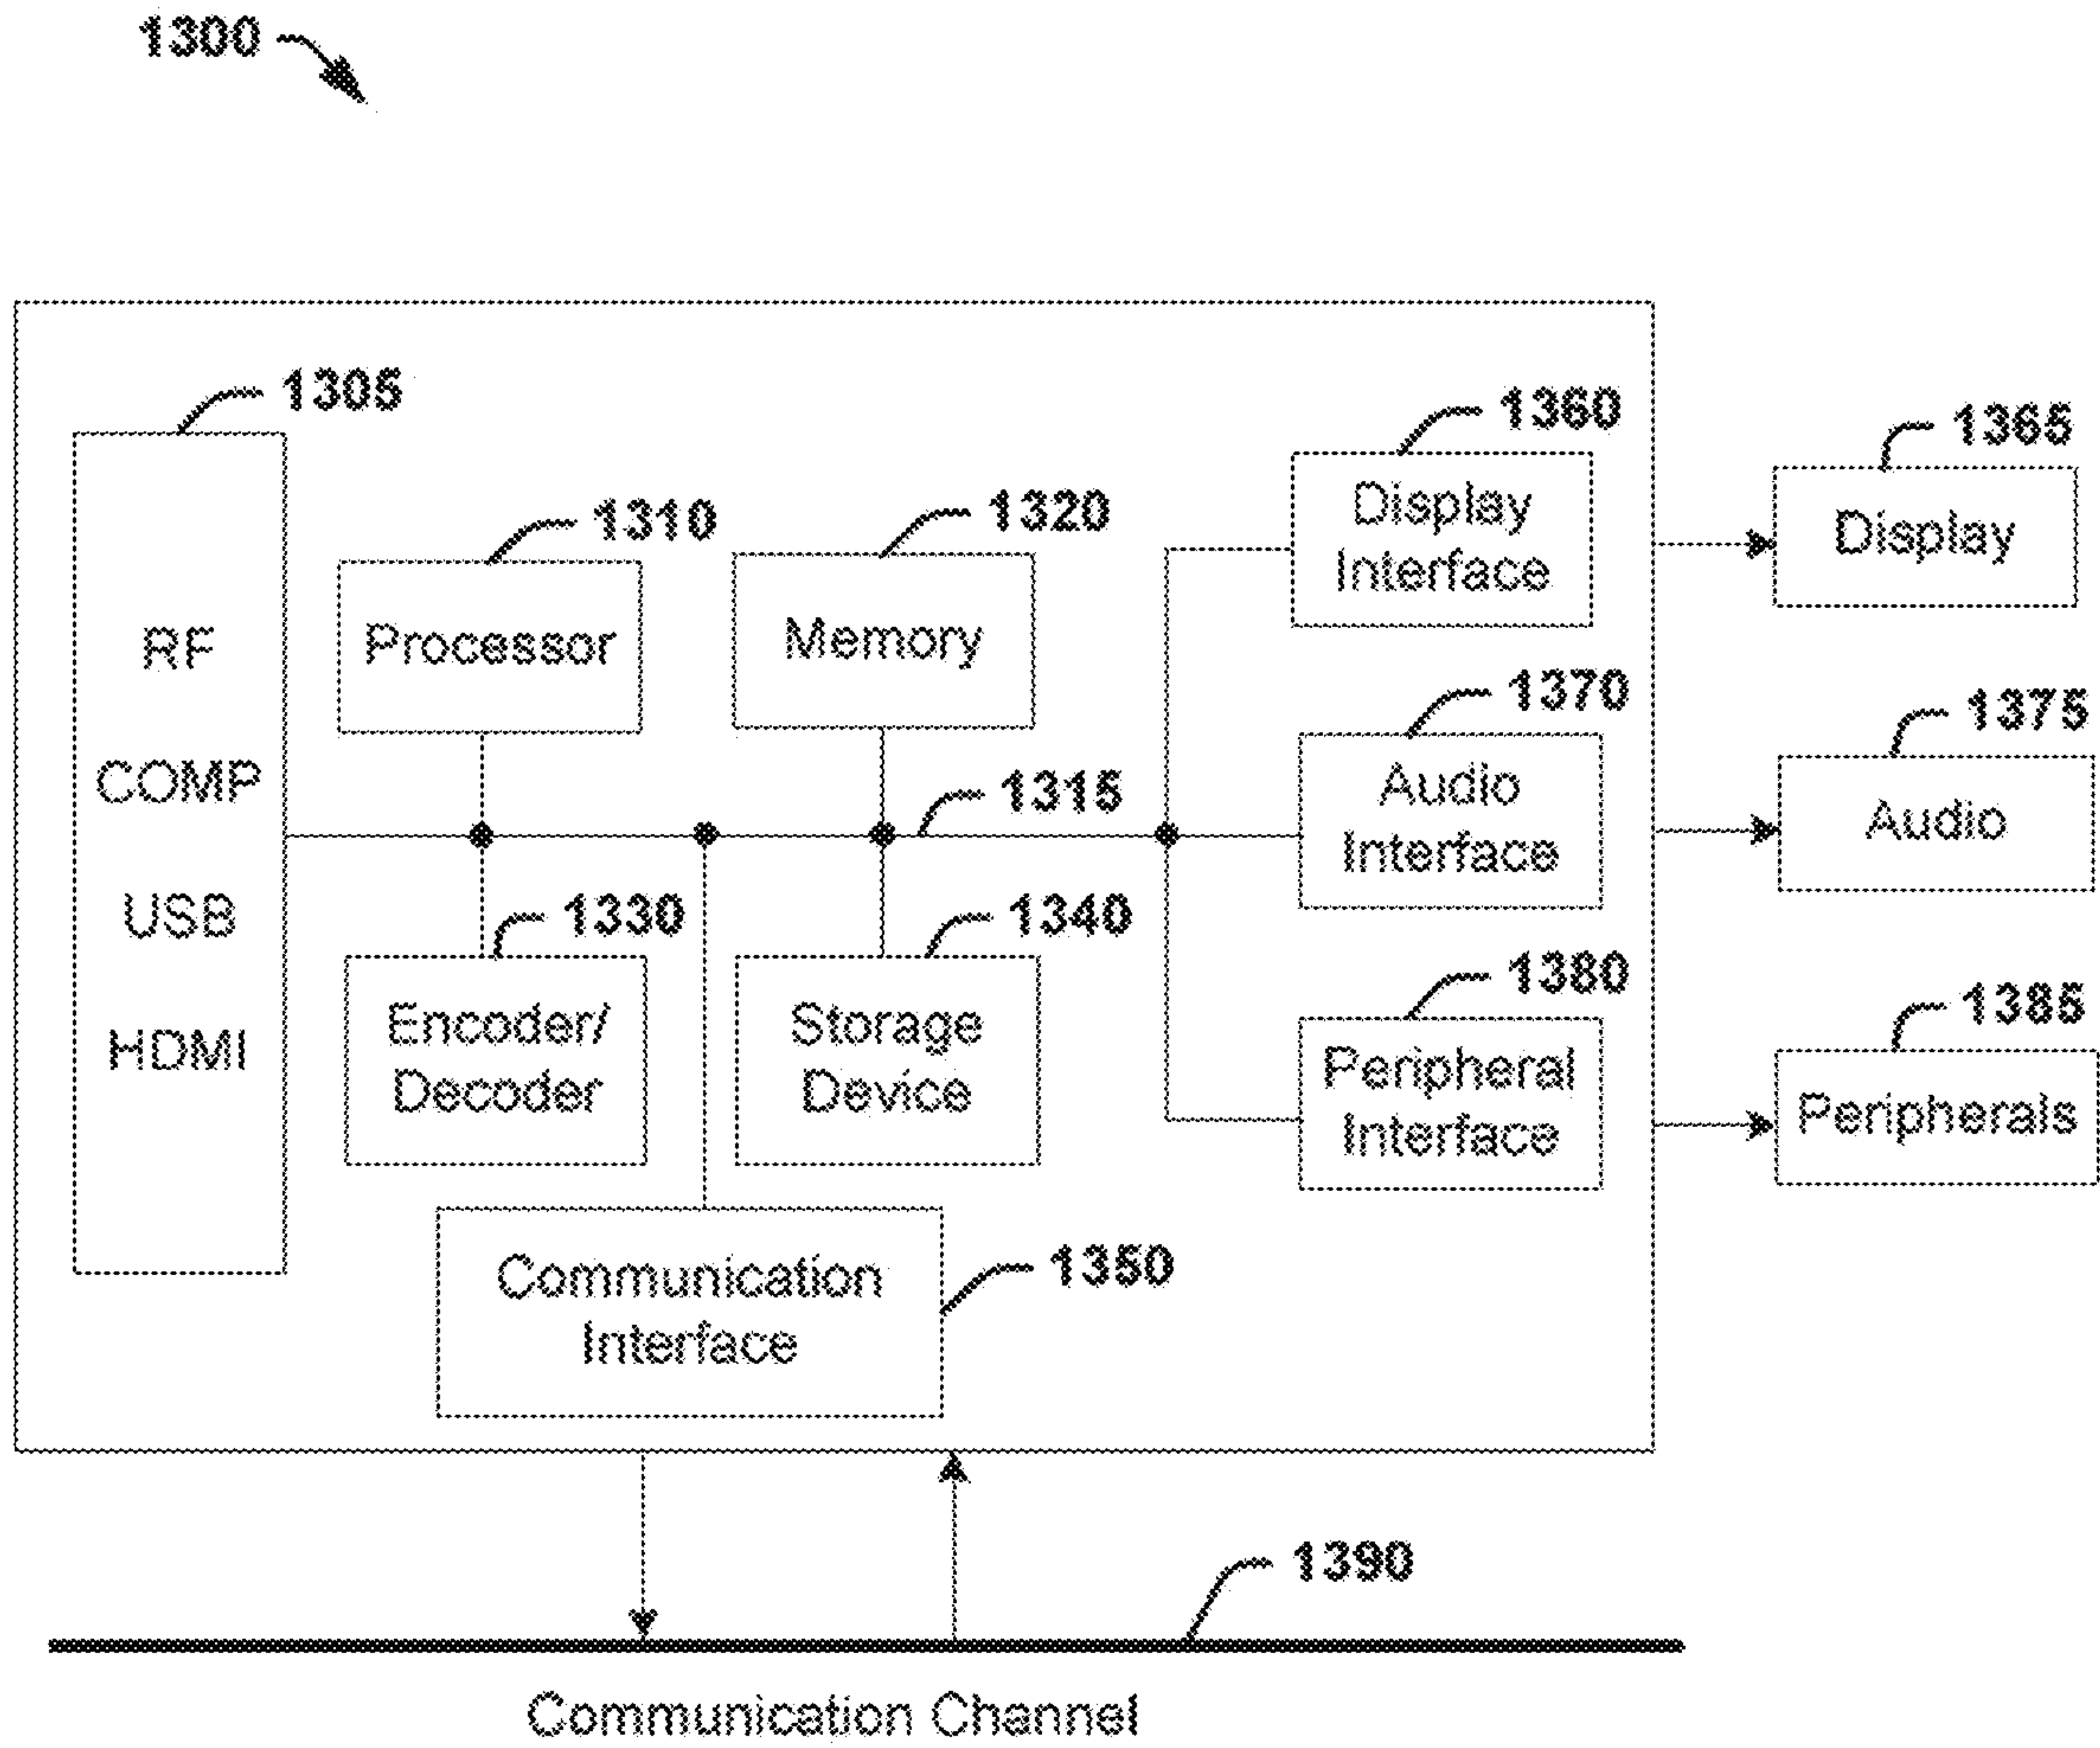 1300
1305
RF
COMP
USB
HDMI
1310
Processor
1320
Memory
1315
1330
Encoder/
Decoder
1340
Storage
Device
1350
Communication
Interface
1360
Display
Interface
1370
Audio
Interface
1380
Peripheral
Interface
1365
Display
1375
Audio
1385
Peripherals
1390
Communication Channel